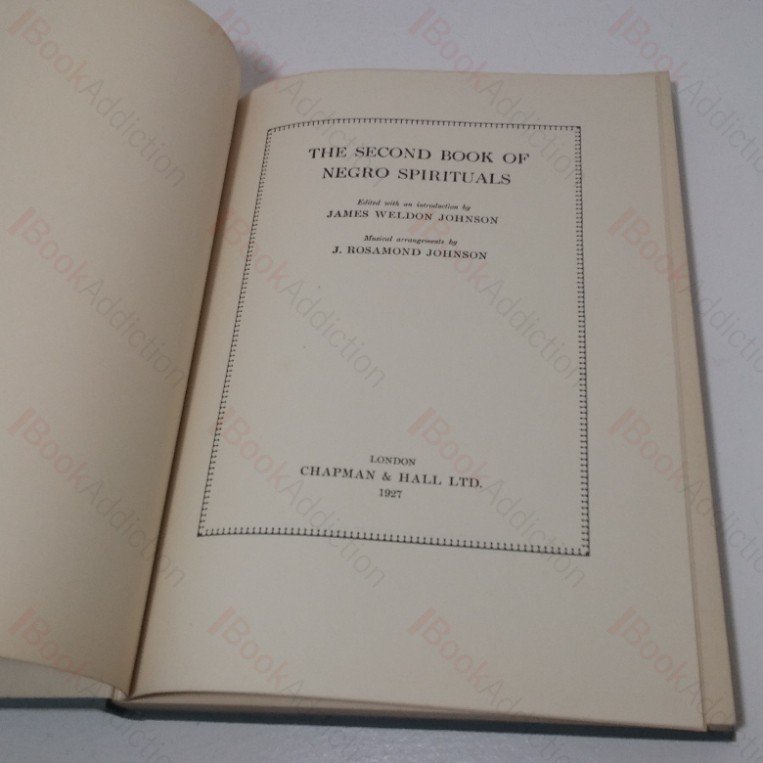 THE SECOND BOOK OF
NEGRO SPIRITUALS
Edited with an introduction by
JAMES WELDON JOHNSON
Musical arrangements by
J. ROSAMOND JOHNSON
LONDON
CHAPMAN & HALL LTD.
1927
BookAddiction